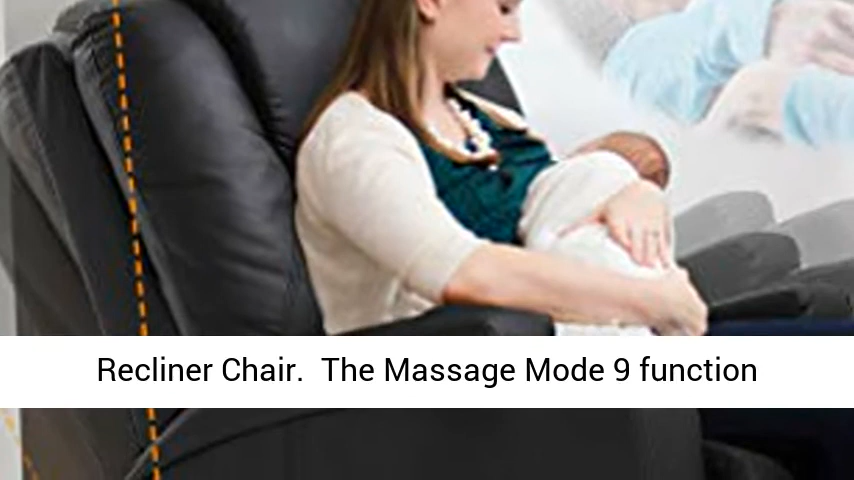 Recliner Chair.  The Massage Mode 9 function